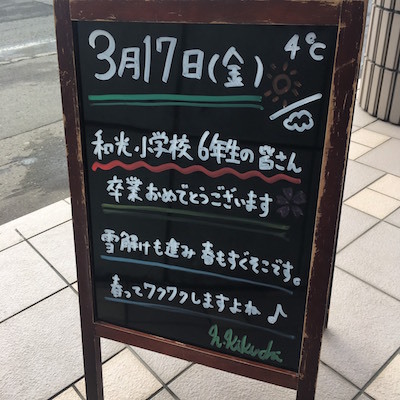 3月17日(金)
4℃
和光小学校 6年生の皆さん
卒業おめでとうございます
雪解けも進み 春もすぐそこです。
春ってワクワクしますよね♪